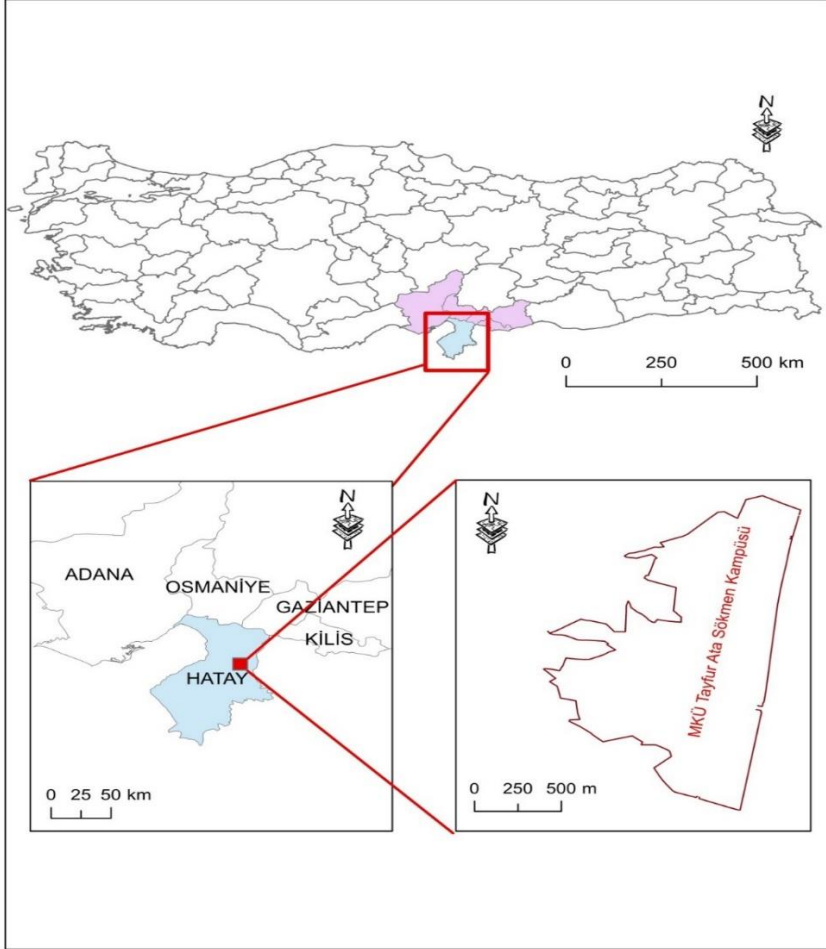 N
0 250 500 km
N
ADANA
OSMANİYE
GAZİANTEP
KİLİS
HATAY
0 25 50 km
N
MKÜ Tayfur Ata Sökmen Kampüsü
0 250 500 m